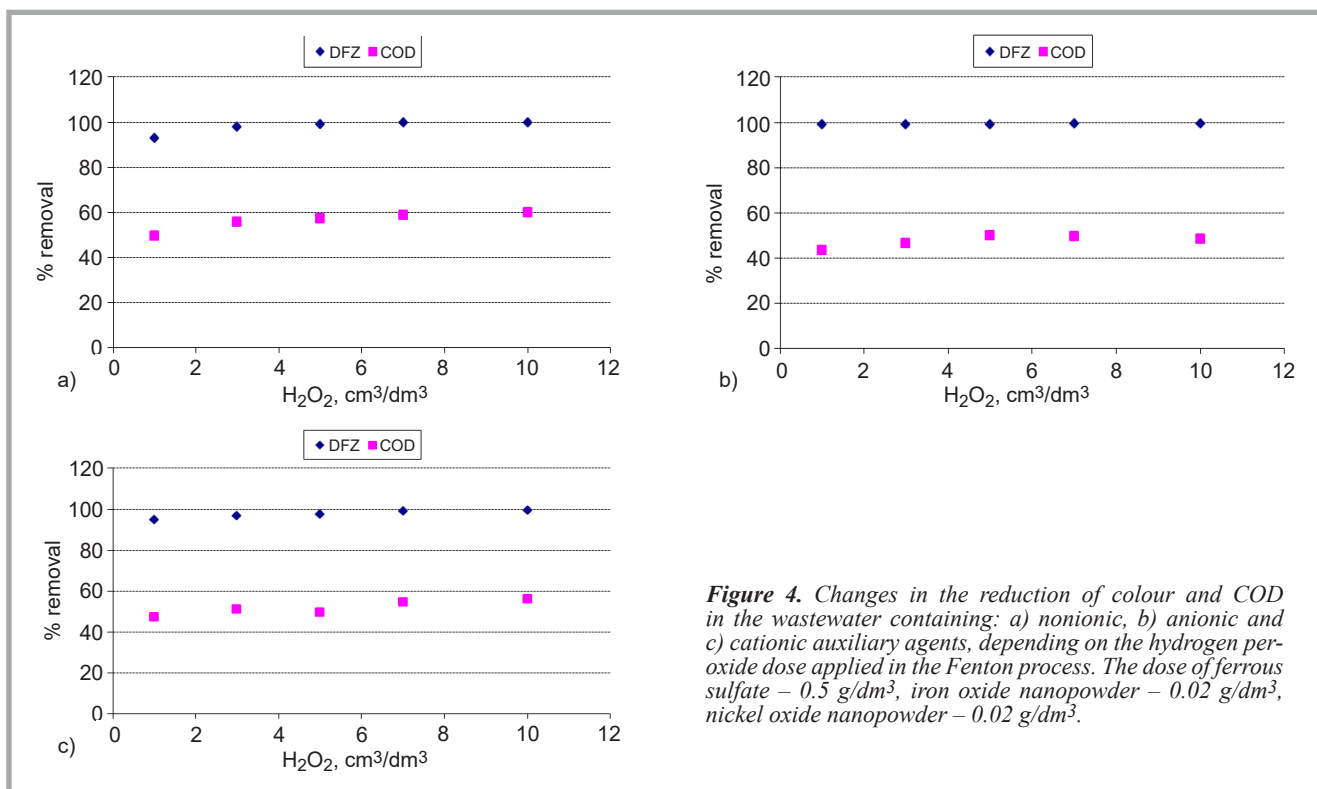 DFZ COD
120
100
80
60
40
20
0
% removal
0 2 4 6 8 10 12
a)
H₂O₂, cm³/dm³
DFZ COD
120
100
80
60
40
20
0
% removal
0 2 4 6 8 10 12
b)
H₂O₂, cm³/dm³
DFZ COD
120
100
80
60
40
20
0
% removal
0 2 4 6 8 10 12
c)
H₂O₂, cm³/dm³
Figure 4. Changes in the reduction of colour and COD
in the wastewater containing: a) nonionic, b) anionic and
c) cationic auxiliary agents, depending on the hydrogen per-
oxide dose applied in the Fenton process. The dose of ferrous
sulfate – 0.5 g/dm³, iron oxide nanopowder – 0.02 g/dm³,
nickel oxide nanopowder – 0.02 g/dm³.